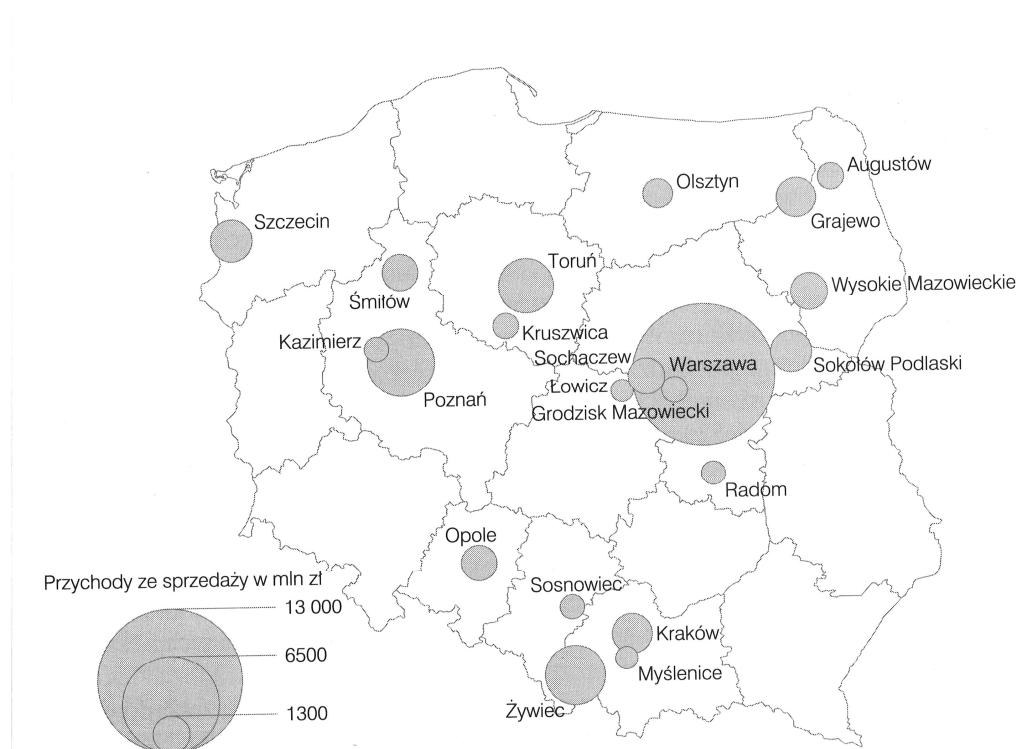 Augustów
Olsztyn
Grajewo
Szczecin
Toruń
Wysokie Mazowieckie
Śmiłów
Kruszwica
Kazimierz
Sochaczew
Warszawa
Sokołów Podlaski
Łowicz
Poznań
Grodzisk Mazowiecki
Radom
Opole
Przychody ze sprzedaży w mln zł
Sosnowiec
13 000
Kraków
6500
Myślenice
Żywiec
1300